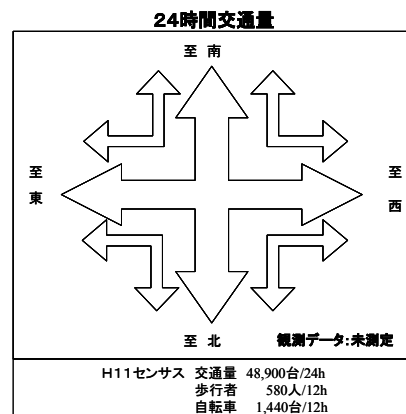 24時間交通量
至 南
至
東
至
西
至 北
観測データ:未測定
H11センサス 交通量 48,900台/24h
歩行者 580人/12h
自転車 1,440台/12h